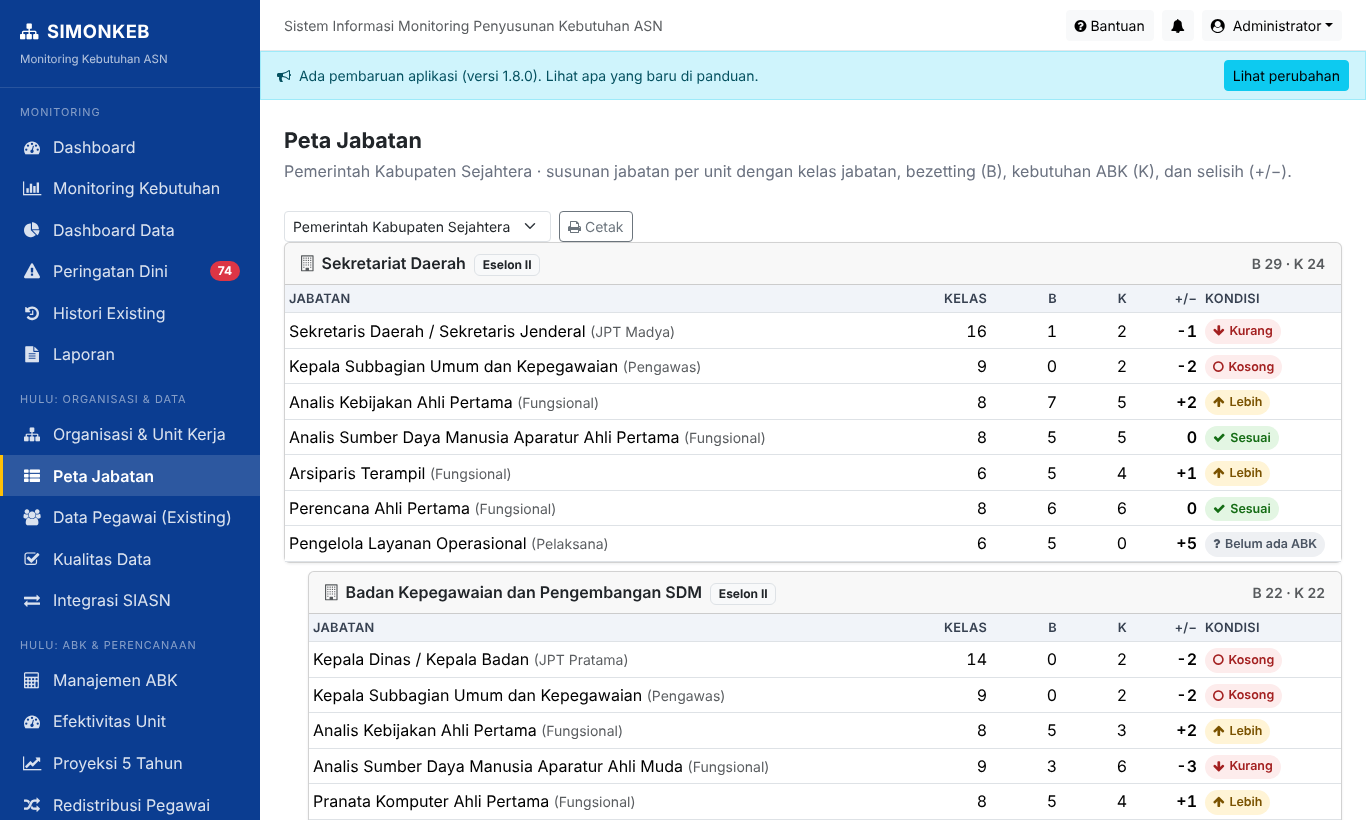 SIMONKEB
Monitoring Kebutuhan ASN
MONITORING
Dashboard
Monitoring Kebutuhan
Dashboard Data
Peringatan Dini 74
Histori Existing
Laporan
HULU: ORGANISASI & DATA
Organisasi & Unit Kerja
Peta Jabatan
Data Pegawai (Existing)
Kualitas Data
Integrasi SIASN
HULU: ABK & PERENCANAAN
Manajemen ABK
Efektivitas Unit
Proyeksi 5 Tahun
Redistribusi Pegawai
Sistem Informasi Monitoring Penyusunan Kebutuhan ASN Bantuan Administrator
Ada pembaruan aplikasi (versi 1.8.0). Lihat apa yang baru di panduan. Lihat perubahan
Peta Jabatan
Pemerintah Kabupaten Sejahtera · susunan jabatan per unit dengan kelas jabatan, bezetting (B), kebutuhan ABK (K), dan selisih (+/−).
Pemerintah Kabupaten Sejahtera Cetak
Sekretariat Daerah Eselon II B 29 · K 24
JABATAN KELAS B K +/− KONDISI
Sekretaris Daerah / Sekretaris Jenderal (JPT Madya) 16 1 2 -1 Kurang
Kepala Subbagian Umum dan Kepegawaian (Pengawas) 9 0 2 -2 Kosong
Analis Kebijakan Ahli Pertama (Fungsional) 8 7 5 +2 Lebih
Analis Sumber Daya Manusia Aparatur Ahli Pertama (Fungsional) 8 5 5 0 Sesuai
Arsiparis Terampil (Fungsional) 6 5 4 +1 Lebih
Perencana Ahli Pertama (Fungsional) 8 6 6 0 Sesuai
Pengelola Layanan Operasional (Pelaksana) 6 5 0 +5 ? Belum ada ABK
Badan Kepegawaian dan Pengembangan SDM Eselon II B 22 · K 22
JABATAN KELAS B K +/− KONDISI
Kepala Dinas / Kepala Badan (JPT Pratama) 14 0 2 -2 Kosong
Kepala Subbagian Umum dan Kepegawaian (Pengawas) 9 0 2 -2 Kosong
Analis Kebijakan Ahli Pertama (Fungsional) 8 5 3 +2 Lebih
Analis Sumber Daya Manusia Aparatur Ahli Muda (Fungsional) 9 3 6 -3 Kurang
Pranata Komputer Ahli Pertama (Fungsional) 8 5 4 +1 Lebih